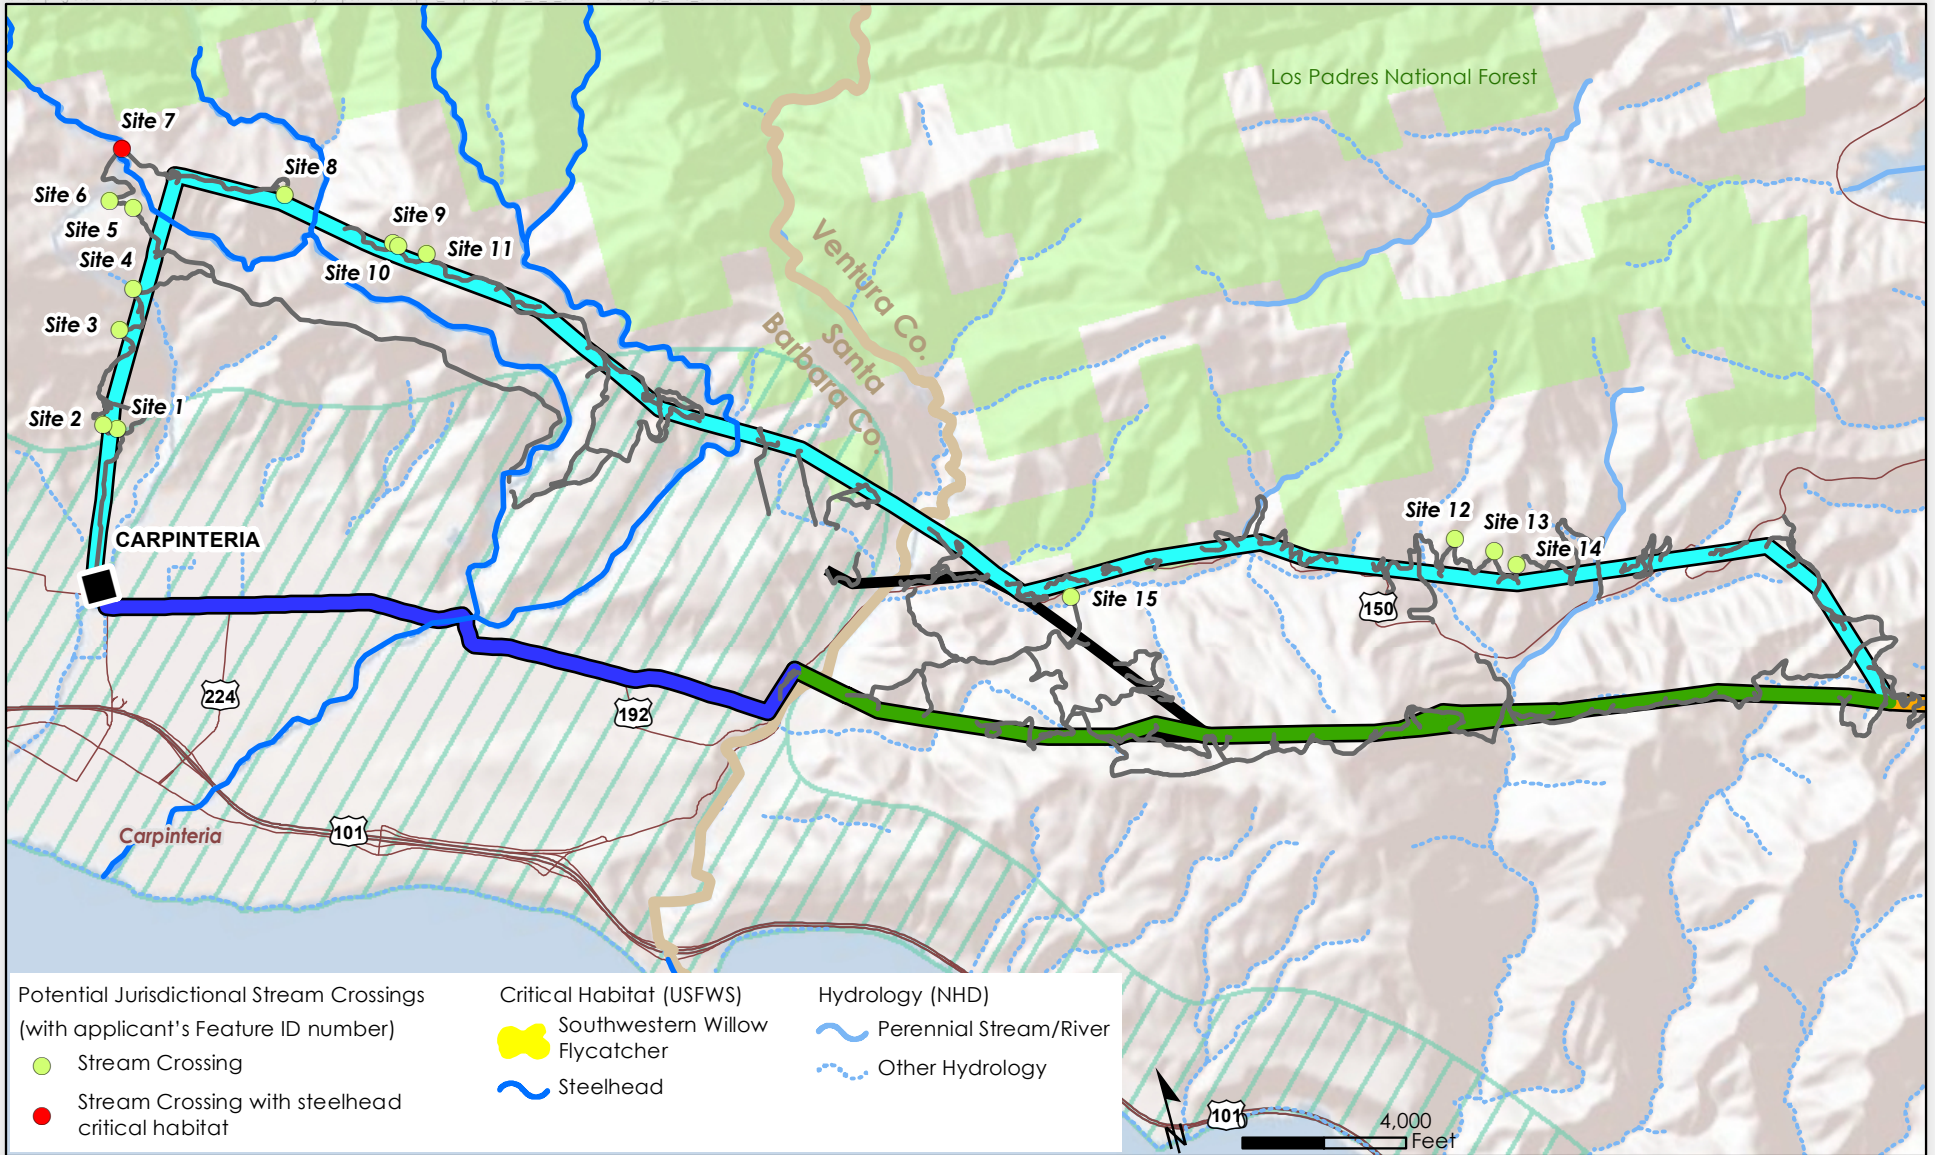 Los Padres National Forest
Site 7
Site 8
Site 6
Site 9
Site 5
Site 11
Site 4
Site 10
Site 3
Ventura Co.
Santa
Barbara Co.
Site 1
Site 2
Site 12
Site 13
Site 14
CARPINTERIA
Site 15
150
224
192
101
Carpinteria
Potential Jurisdictional Stream Crossings
(with applicant's Feature ID number)
Stream Crossing
Stream Crossing with steelhead
critical habitat
Critical Habitat (USFWS)
Southwestern Willow
Flycatcher
Steelhead
Hydrology (NHD)
Perennial Stream/River
Other Hydrology
N
101
0
4,000
Feet